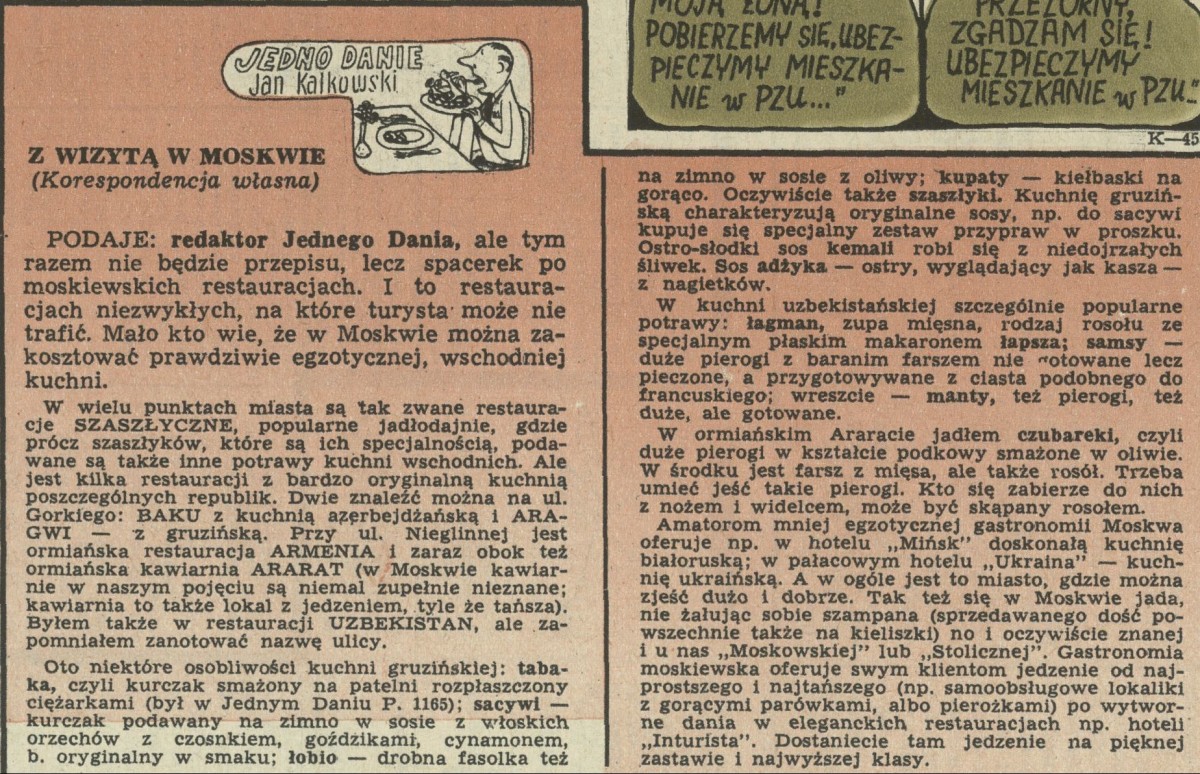 MOJA ŻONA!
POBIERZEMY SIĘ, UBEZ-
PIECZYMY MIESZKA-
NIE w PZU..."
PRZEZORNY,
ZGADZAM SIĘ!
UBEZPIECZYMY
MIESZKANIE w PZU..."
K—45
JEDNO DANIE
Jan Kalkowski
Z WIZYTĄ W MOSKWIE
(Korespondencja własna)
PODAJE: redaktor Jednego Dania, ale tym
razem nie będzie przepisu, lecz spacerek po
moskiewskich restauracjach. I to restaura-
cjach niezwykłych, na które turysta może nie
trafić. Mało kto wie, że w Moskwie można za-
kosztować prawdziwie egzotycznej, wschodniej
kuchni.
W wielu punktach miasta są tak zwane restaura-
cje SZASZŁYCZNE, popularne jadłodajnie, gdzie
prócz szaszłyków, które są ich specjalnością, poda-
wane są także inne potrawy kuchni wschodnich. Ale
jest kilka restauracji z bardzo oryginalną kuchnią
poszczególnych republik. Dwie znaleźć można na ul.
Gorkiego: BAKU z kuchnią azerbejdżańską i ARA-
GWI — z gruzińską. Przy ul. Nieglinnej jest
ormiańska restauracja ARMENIA i zaraz obok też
ormiańska kawiarnia ARARAT (w Moskwie kawiar-
nie w naszym pojęciu są niemal zupełnie nieznane;
kawiarnia to także lokal z jedzeniem, tyle że tańsza).
Byłem także w restauracji UZBEKISTAN, ale za-
pomniałem zanotować nazwę ulicy.
Oto niektóre osobliwości kuchni gruzińskiej: taba-
ka, czyli kurczak smażony na patelni rozpłaszczony
ciężarkami (był w Jednym Daniu P. 1165); sacywi —
kurczak podawany na zimno w sosie z włoskich
orzechów z czosnkiem, goździkami, cynamonem,
b. oryginalny w smaku; łobio — drobna fasolka też
na zimno w sosie z oliwy; kupaty — kiełbaski na
gorąco. Oczywiście także szaszłyki. Kuchnię gruziń-
ską charakteryzują oryginalne sosy, np. do sacywi
kupuje się specjalny zestaw przypraw w proszku.
Ostro-słodki sos kemali robi się z niedojrzałych
śliwek. Sos adżyka — ostry, wyglądający jak kasza —
z nagietków.
W kuchni uzbekistańskiej szczególnie popularne
potrawy: łagman, zupa mięsna, rodzaj rosołu ze
specjalnym płaskim makaronem łapsza; samsy —
duże pierogi z baranim farszem nie gotowane lecz
pieczone, a przygotowywane z ciasta podobnego do
francuskiego; wreszcie — manty, też pierogi, też
duże, ale gotowane.
W ormiańskim Araracie jadłem czubareki, czyli
duże pierogi w kształcie podkowy smażone w oliwie.
W środku jest farsz z mięsa, ale także rosół. Trzeba
umieć jeść takie pierogi. Kto się zabierze do nich
z nożem i widelcem, może być skąpany rosołem.
Amatorom mniej egzotycznej gastronomii Moskwa
oferuje np. w hotelu „Mińsk" doskonałą kuchnię
białoruską; w pałacowym hotelu „Ukraina" — kuch-
nię ukraińską. A w ogóle jest to miasto, gdzie można
zjeść dużo i dobrze. Tak też się w Moskwie jada,
nie żałując sobie szampana (sprzedawanego dość po-
wszechnie także na kieliszki) no i oczywiście znanej
i u nas „Moskowskiej" lub „Stolicznej". Gastronomia
moskiewska oferuje swym klientom jedzenie od naj-
prostszego i najtańszego (np. samoobsługowe lokaliki
z gorącymi parówkami, albo pierożkami) po wytwor-
ne dania w eleganckich restauracjach np. hoteli
„Inturista". Dostaniecie tam jedzenie na pięknej
zastawie i najwyższej klasy.